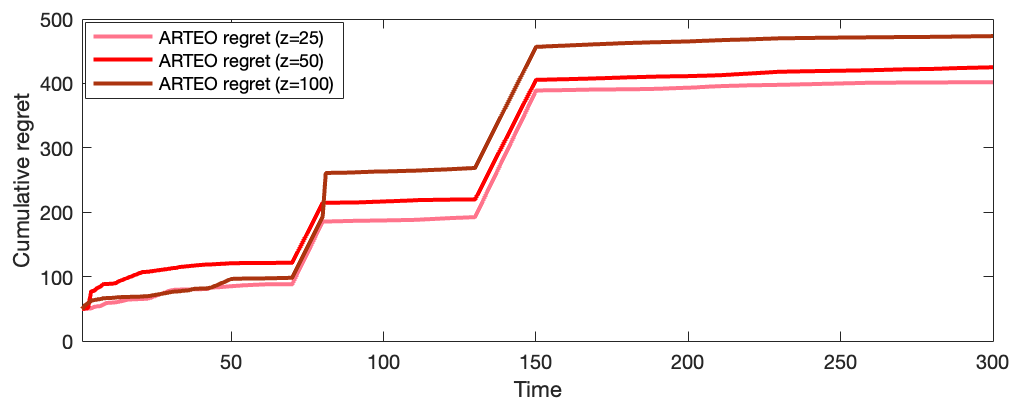 500
400
300
200
100
0
Cumulative regret
ARTEO regret (z=25)
ARTEO regret (z=50)
ARTEO regret (z=100)
50
100
150
200
250
300
Time